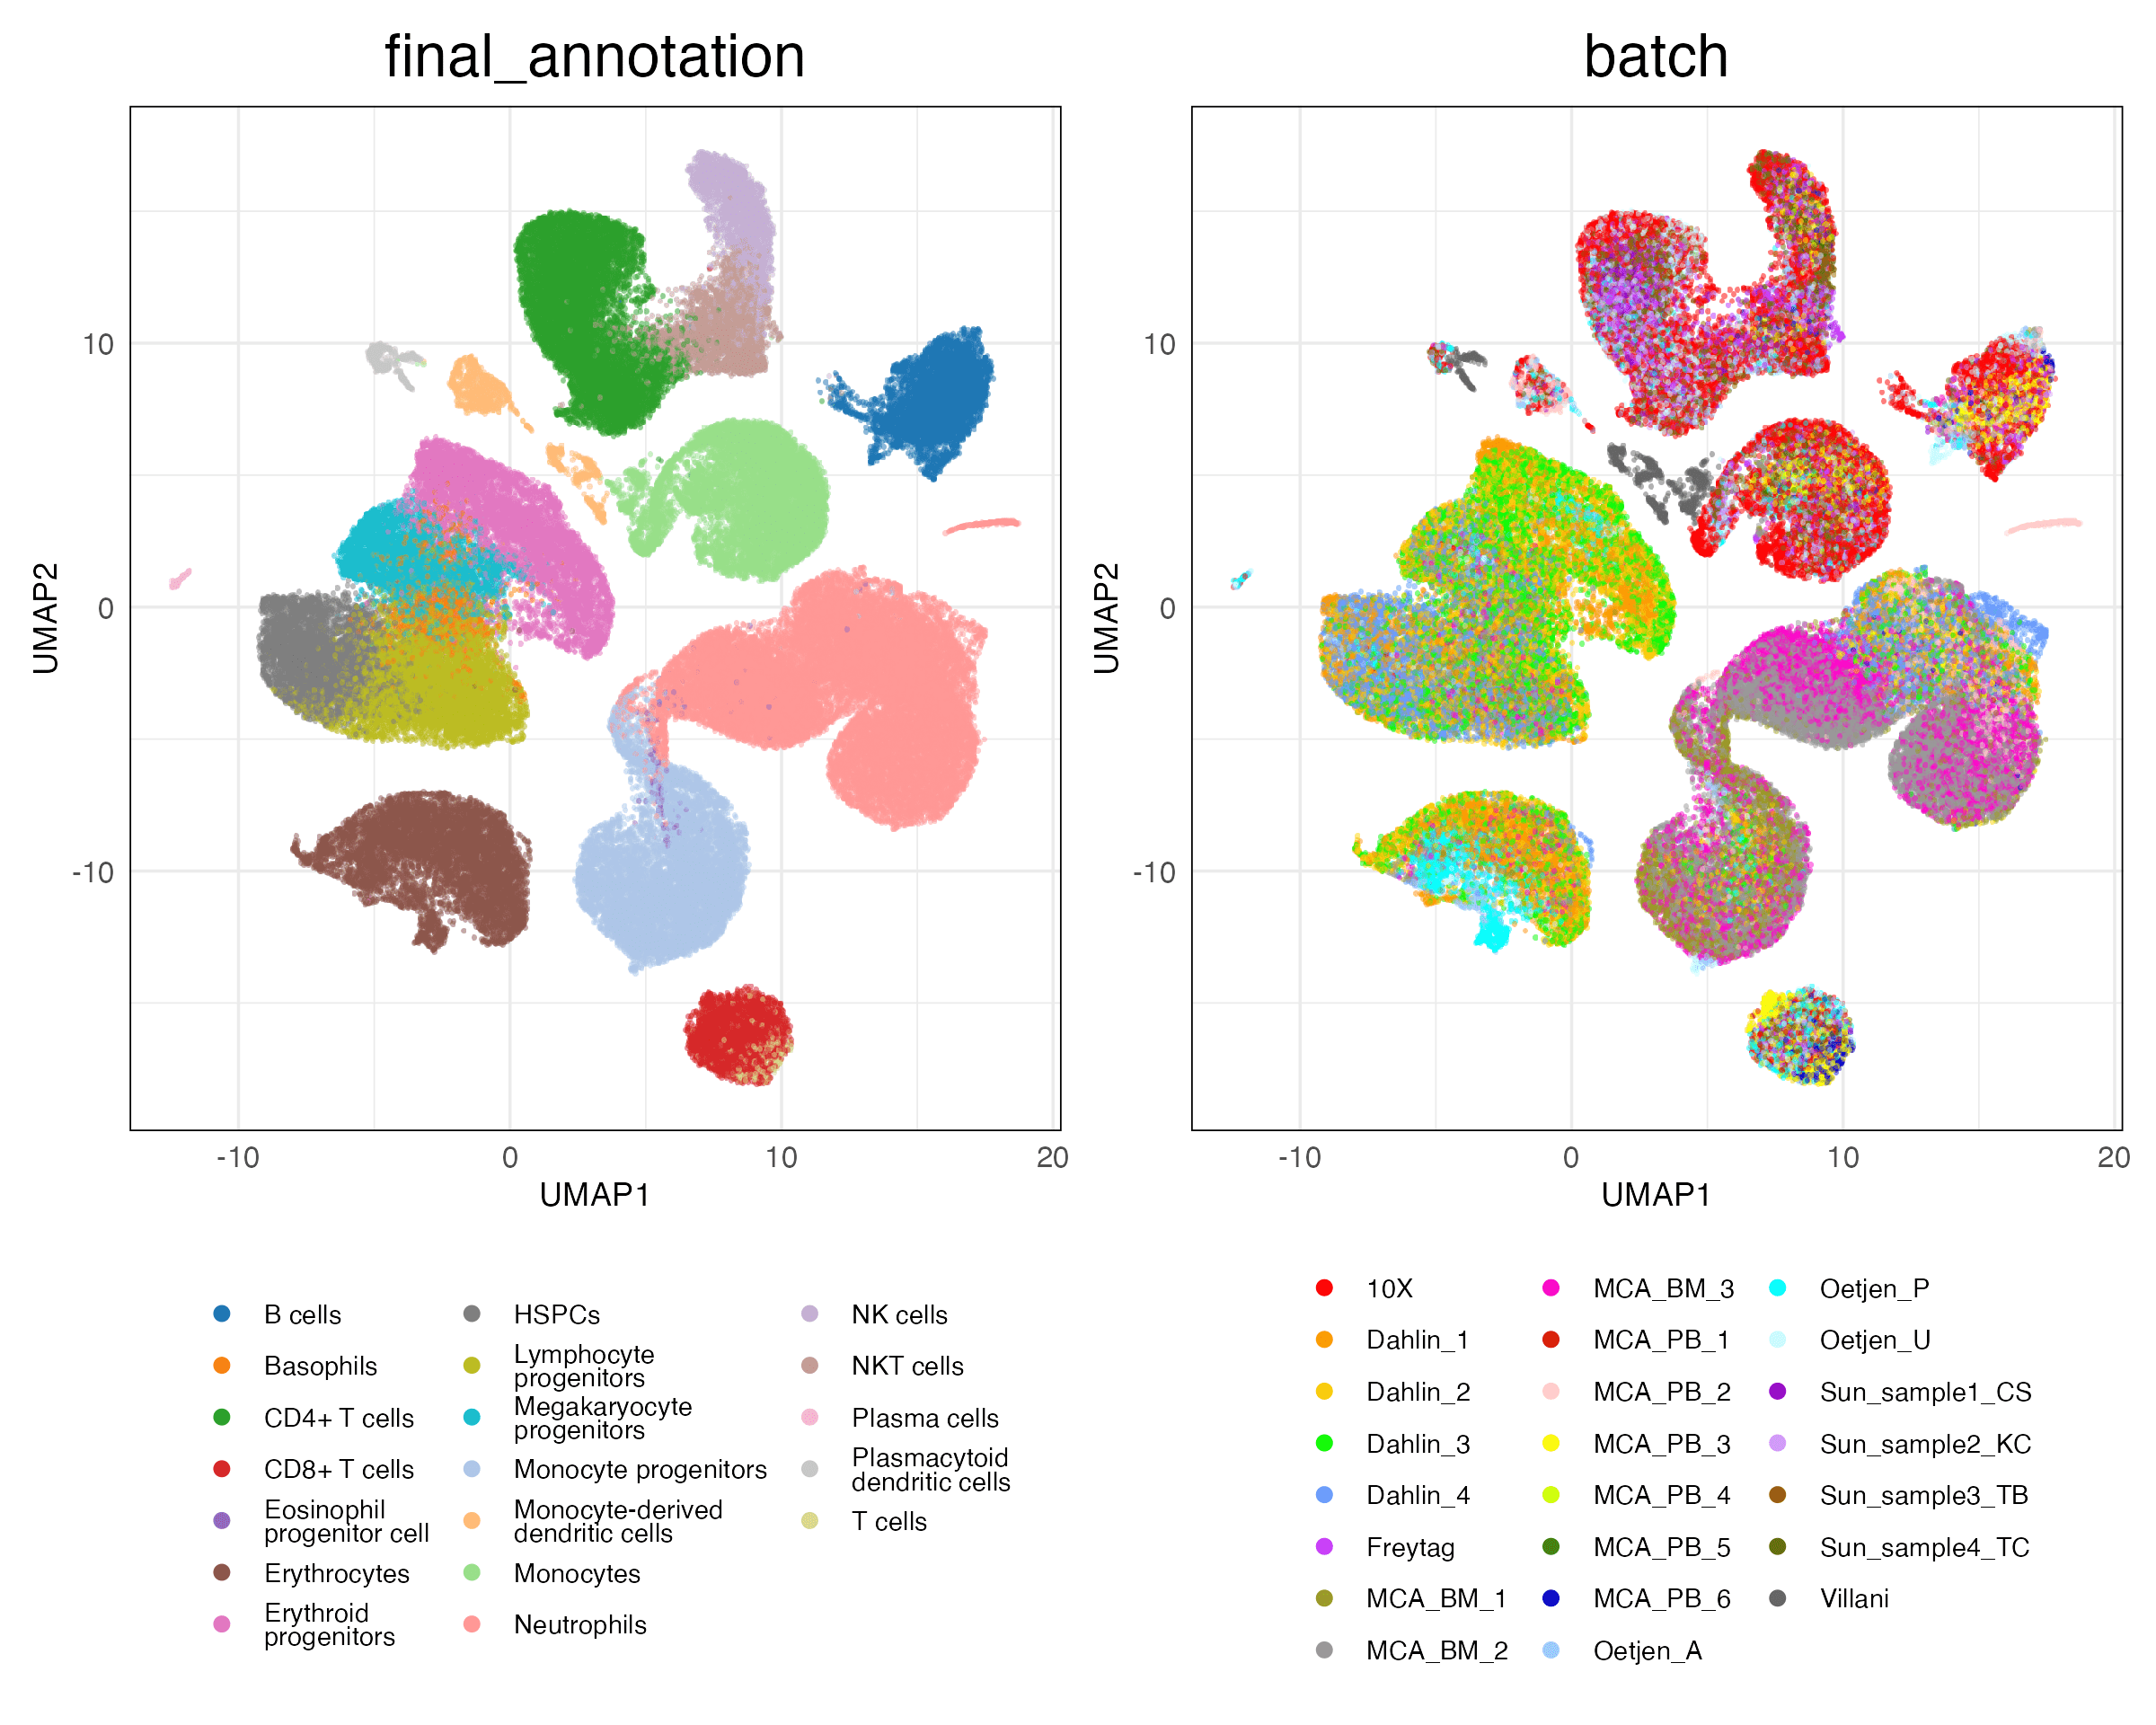 final_annotation
10
0
-10
UMAP2
-10
0
10
20
UMAP1
B cells
Basophils
CD4+ T cells
CD8+ T cells
Eosinophil
progenitor cell
Erythrocytes
Erythroid
progenitors
HSPCs
Lymphocyte
progenitors
Megakaryocyte
progenitors
Monocyte progenitors
Monocyte-derived
dendritic cells
Monocytes
Neutrophils
NK cells
NKT cells
Plasma cells
Plasmacytoid
dendritic cells
T cells
batch
10
0
-10
UMAP2
-10
0
10
20
UMAP1
10X
Dahlin_1
Dahlin_2
Dahlin_3
Dahlin_4
Freytag
MCA_BM_1
MCA_BM_2
MCA_BM_3
MCA_PB_1
MCA_PB_2
MCA_PB_3
MCA_PB_4
MCA_PB_5
MCA_PB_6
Oetjen_A
Oetjen_P
Oetjen_U
Sun_sample1_CS
Sun_sample2_KC
Sun_sample3_TB
Sun_sample4_TC
Villani